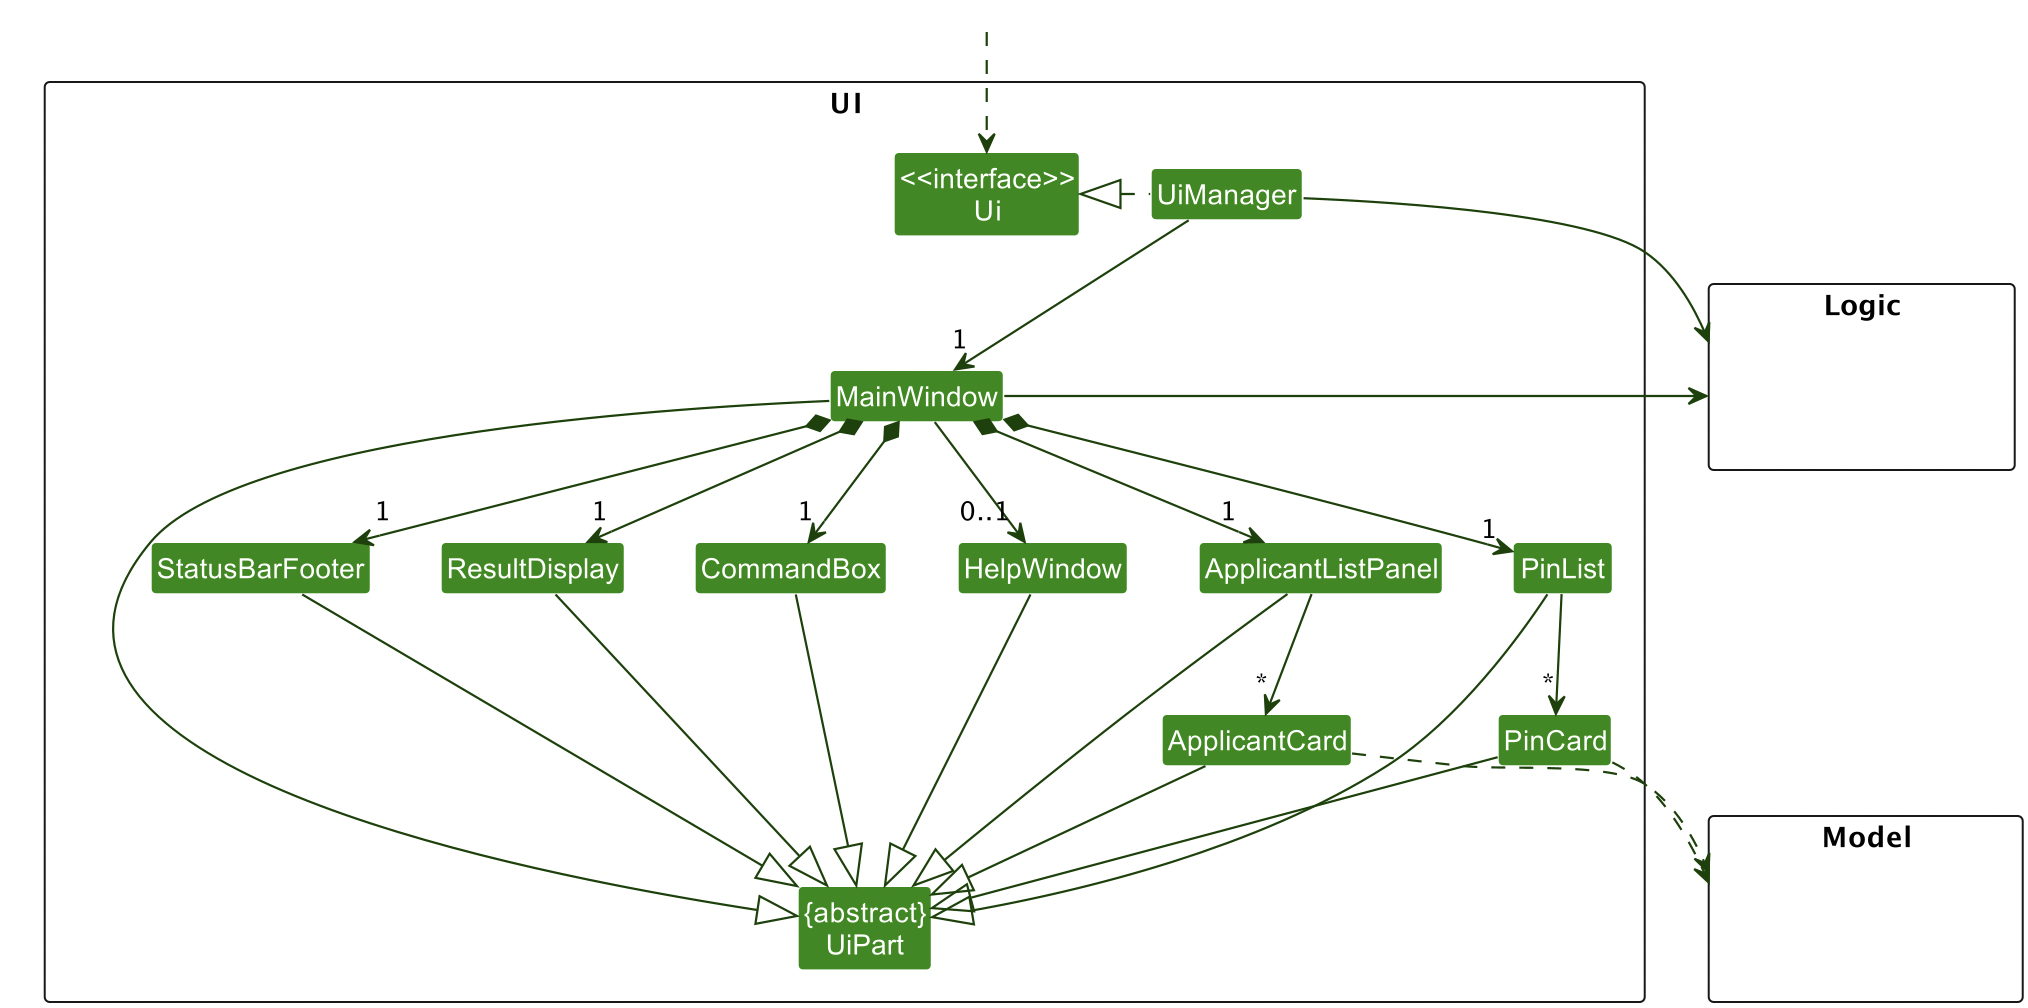 UI
<<interface>>
Ui
UiManager
Logic
1
MainWindow
1
1
1
0..1
1
1
StatusBarFooter
ResultDisplay
CommandBox
HelpWindow
ApplicantListPanel
PinList
*
*
ApplicantCard
PinCard
Model
{abstract}
UiPart